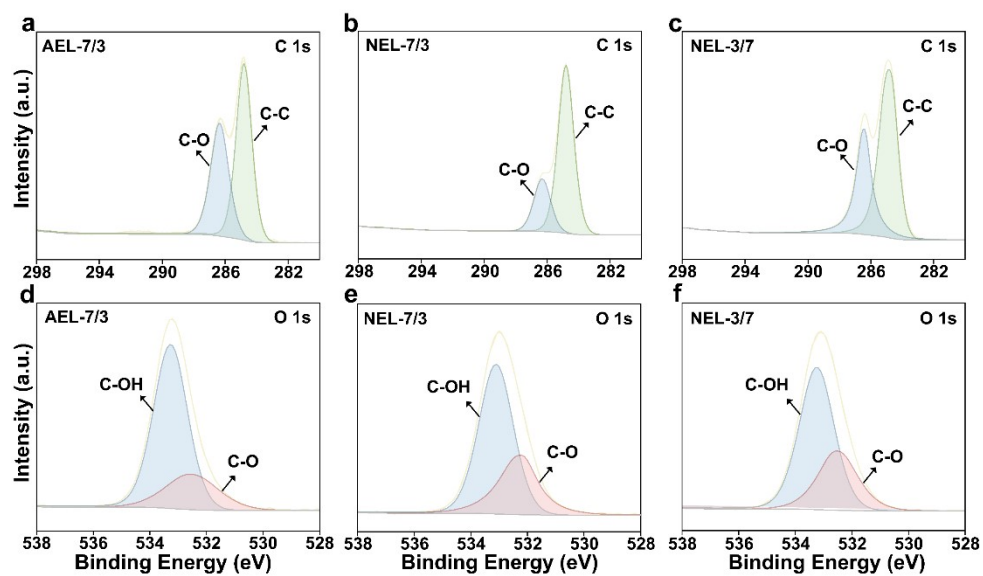 a b c
AEL-7/3 C 1s NEL-7/3 C 1s NEL-3/7 C 1s
Intensity (a.u.)
C-O C-C C-O C-C C-O C-C
298 294 290 286 282 298 294 290 286 282 298 294 290 286 282
d e f
AEL-7/3 O 1s NEL-7/3 O 1s NEL-3/7 O 1s
Intensity (a.u.)
C-OH C-O C-OH C-O C-OH C-O
538 536 534 532 530 528 538 536 534 532 530 528 538 536 534 532 530 528
Binding Energy (eV) Binding Energy (eV) Binding Energy (eV)